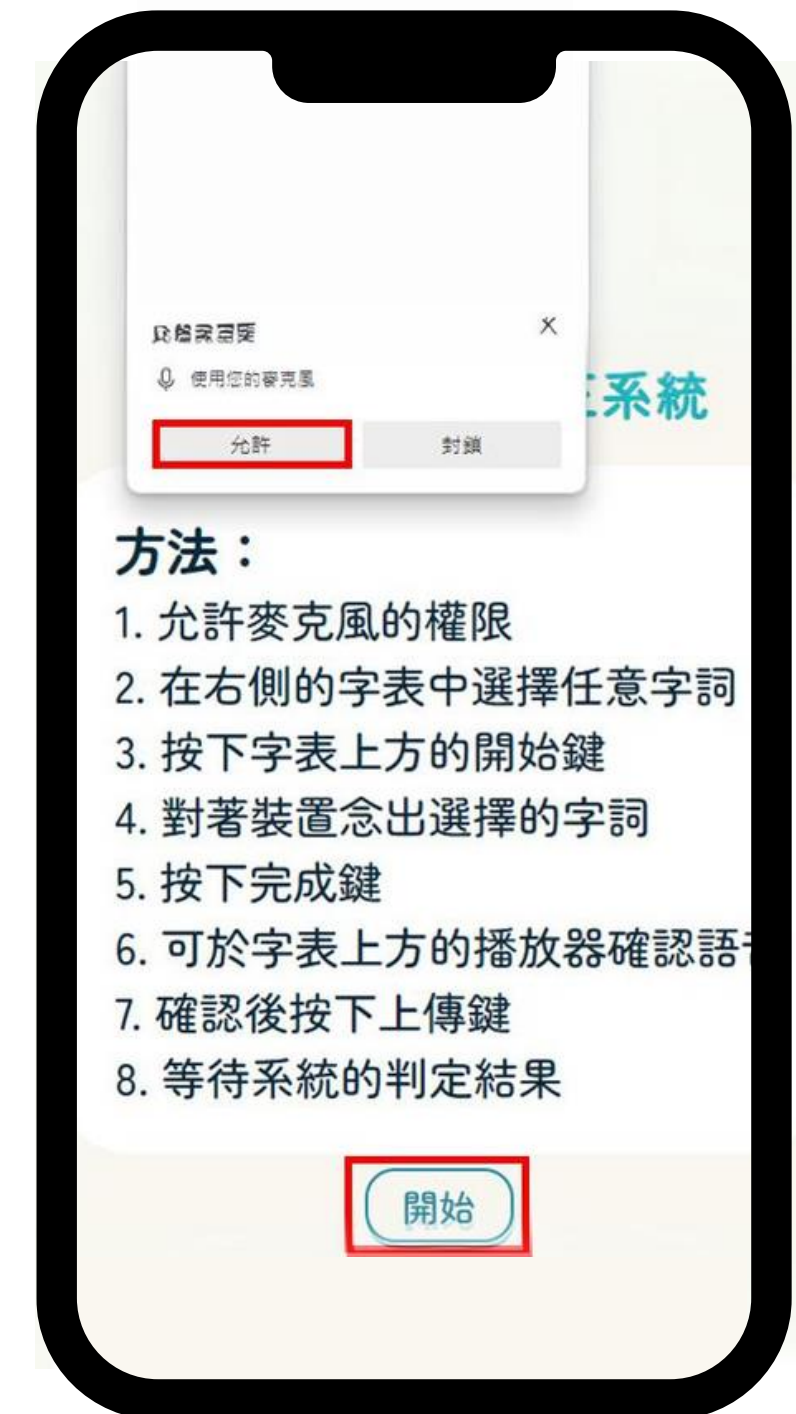 使用您的麥克風
允許
封鎖
系統
方法：
1. 允許麥克風的權限
2. 在右側的字表中選擇任意字詞
3. 按下字表上方的開始鍵
4. 對著裝置念出選擇的字詞
5. 按下完成鍵
6. 可於字表上方的播放器確認語
7. 確認後按下上傳鍵
8. 等待系統的判定結果
開始